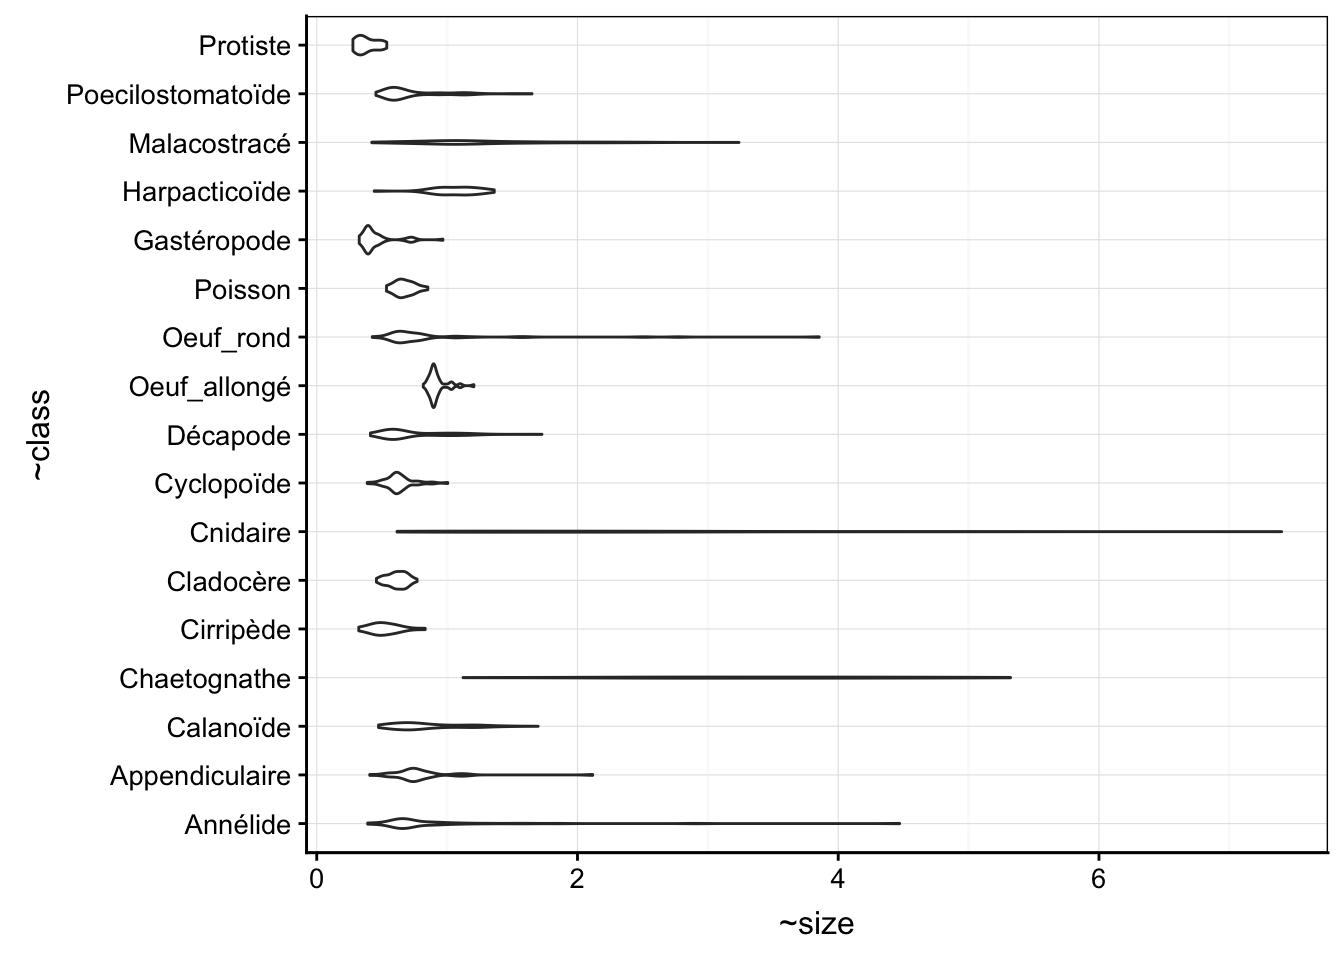 Protiste
Poecilostomatoïde
Malacostracé
Harpacticoïde
Gastéropode
Poisson
Oeuf_rond
Oeuf_allongé
Décapode
Cyclopoïde
Cnidaire
Cladocère
Cirripède
Chaetognathe
Calanoïde
Appendiculaire
Annélide
~class
0 2 4 6
~size